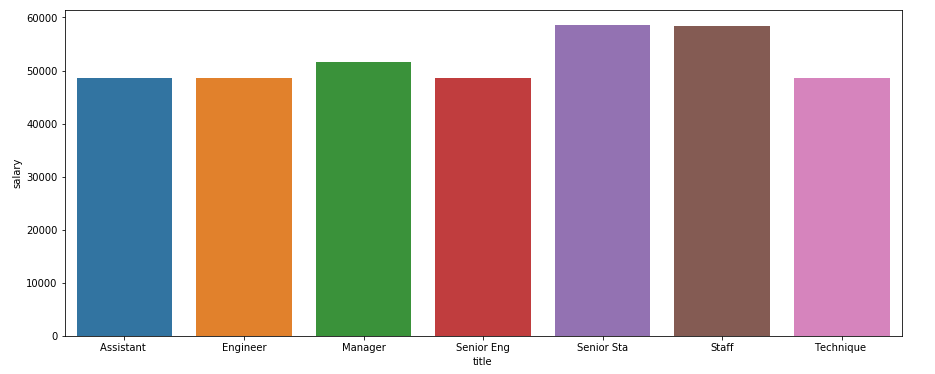 60000
50000
40000
30000
20000
10000
0
salary
Assistant Engineer Manager Senior Eng Senior Sta Staff Technique
title